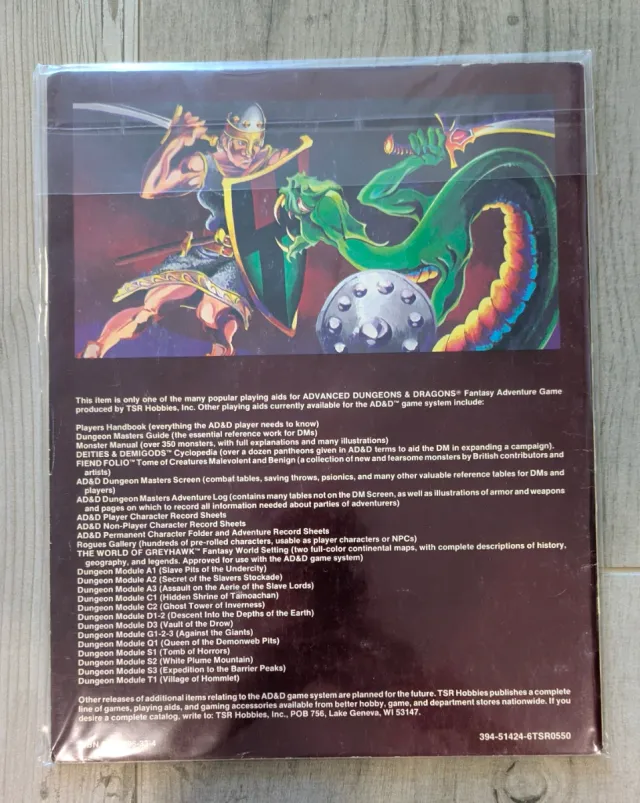 This item is only one of the many popular playing aids for ADVANCED DUNGEONS & DRAGONS® Fantasy Adventure Game
produced by TSR Hobbies, Inc. Other playing aids currently available for the AD&D™ game system include:
Players Handbook (everything the AD&D player needs to know)
Dungeon Masters Guide (the essential reference work for DMs)
Monster Manual (over 350 monsters, with full explanations and many illustrations)
DEITIES & DEMIGODS™ Cyclopedia (over a dozen pantheons given in AD&D terms to aid the DM in expanding a campaign).
FIEND FOLIO™ Tome of Creatures Malevolent and Benign (a collection of new and fearsome monsters by British contributors and
artists)
AD&D Dungeon Masters Screen (combat tables, saving throws, psionics, and many other valuable reference tables for DMs and
players)
AD&D Dungeon Masters Adventure Log (contains many tables not on the DM Screen, as well as illustrations of armor and weapons
and pages on which to record all information needed about parties of adventurers)
AD&D Player Character Record Sheets
AD&D Non-Player Character Record Sheets
AD&D Permanent Character Folder and Adventure Record Sheets
Rogues Gallery (hundreds of pre-rolled characters, usable as player characters or NPCs)
THE WORLD OF GREYHAWK™ Fantasy World Setting (two full-color continental maps, with complete descriptions of history,
geography, and legends. Approved for use with the AD&D game system)
Dungeon Module A1 (Slave Pits of the Undercity)
Dungeon Module A2 (Secret of the Slavers Stockade)
Dungeon Module A3 (Assault on the Aerie of the Slave Lords)
Dungeon Module C1 (Hidden Shrine of Tamoachan)
Dungeon Module C2 (Ghost Tower of Inverness)
Dungeon Module D1-2 (Descent Into the Depths of the Earth)
Dungeon Module D3 (Vault of the Drow)
Dungeon Module G1-2-3 (Against the Giants)
Dungeon Module Q1 (Queen of the Demonweb Pits)
Dungeon Module S1 (Tomb of Horrors)
Dungeon Module S2 (White Plume Mountain)
Dungeon Module S3 (Expedition to the Barrier Peaks)
Dungeon Module T1 (Village of Hommlet)
Other releases of additional items relating to the AD&D game system are planned for the future. TSR Hobbies publishes a complete
line of games, playing aids, and gaming accessories available from better hobby, game, and department stores nationwide. If you
desire a complete catalog, write to: TSR Hobbies, Inc., POB 756, Lake Geneva, WI 53147.
394-51424-6TSR0550